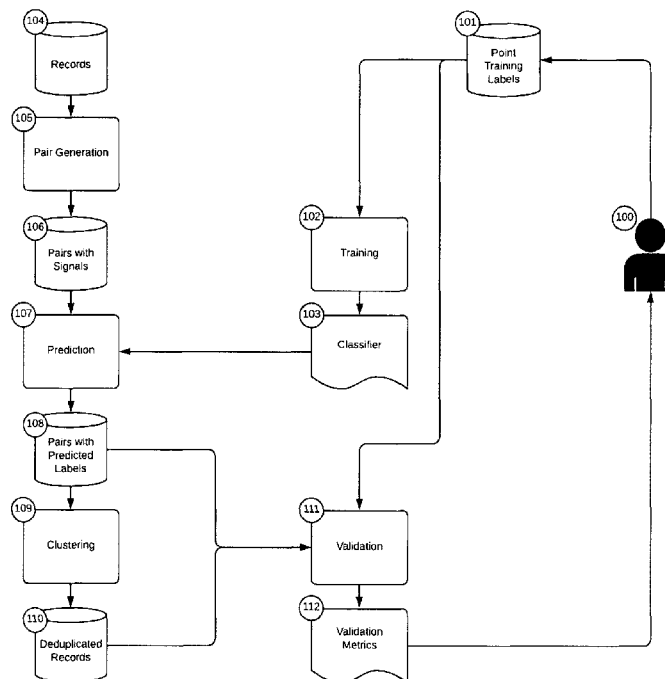 104
Records
105
Pair Generation
106
Pairs with
Signals
107
Prediction
108
Pairs with
Predicted
Labels
109
Clustering
110
Deduplicated
Records
101
Point
Training
Labels
102
Training
103
Classifier
111
Validation
112
Validation
Metrics
100